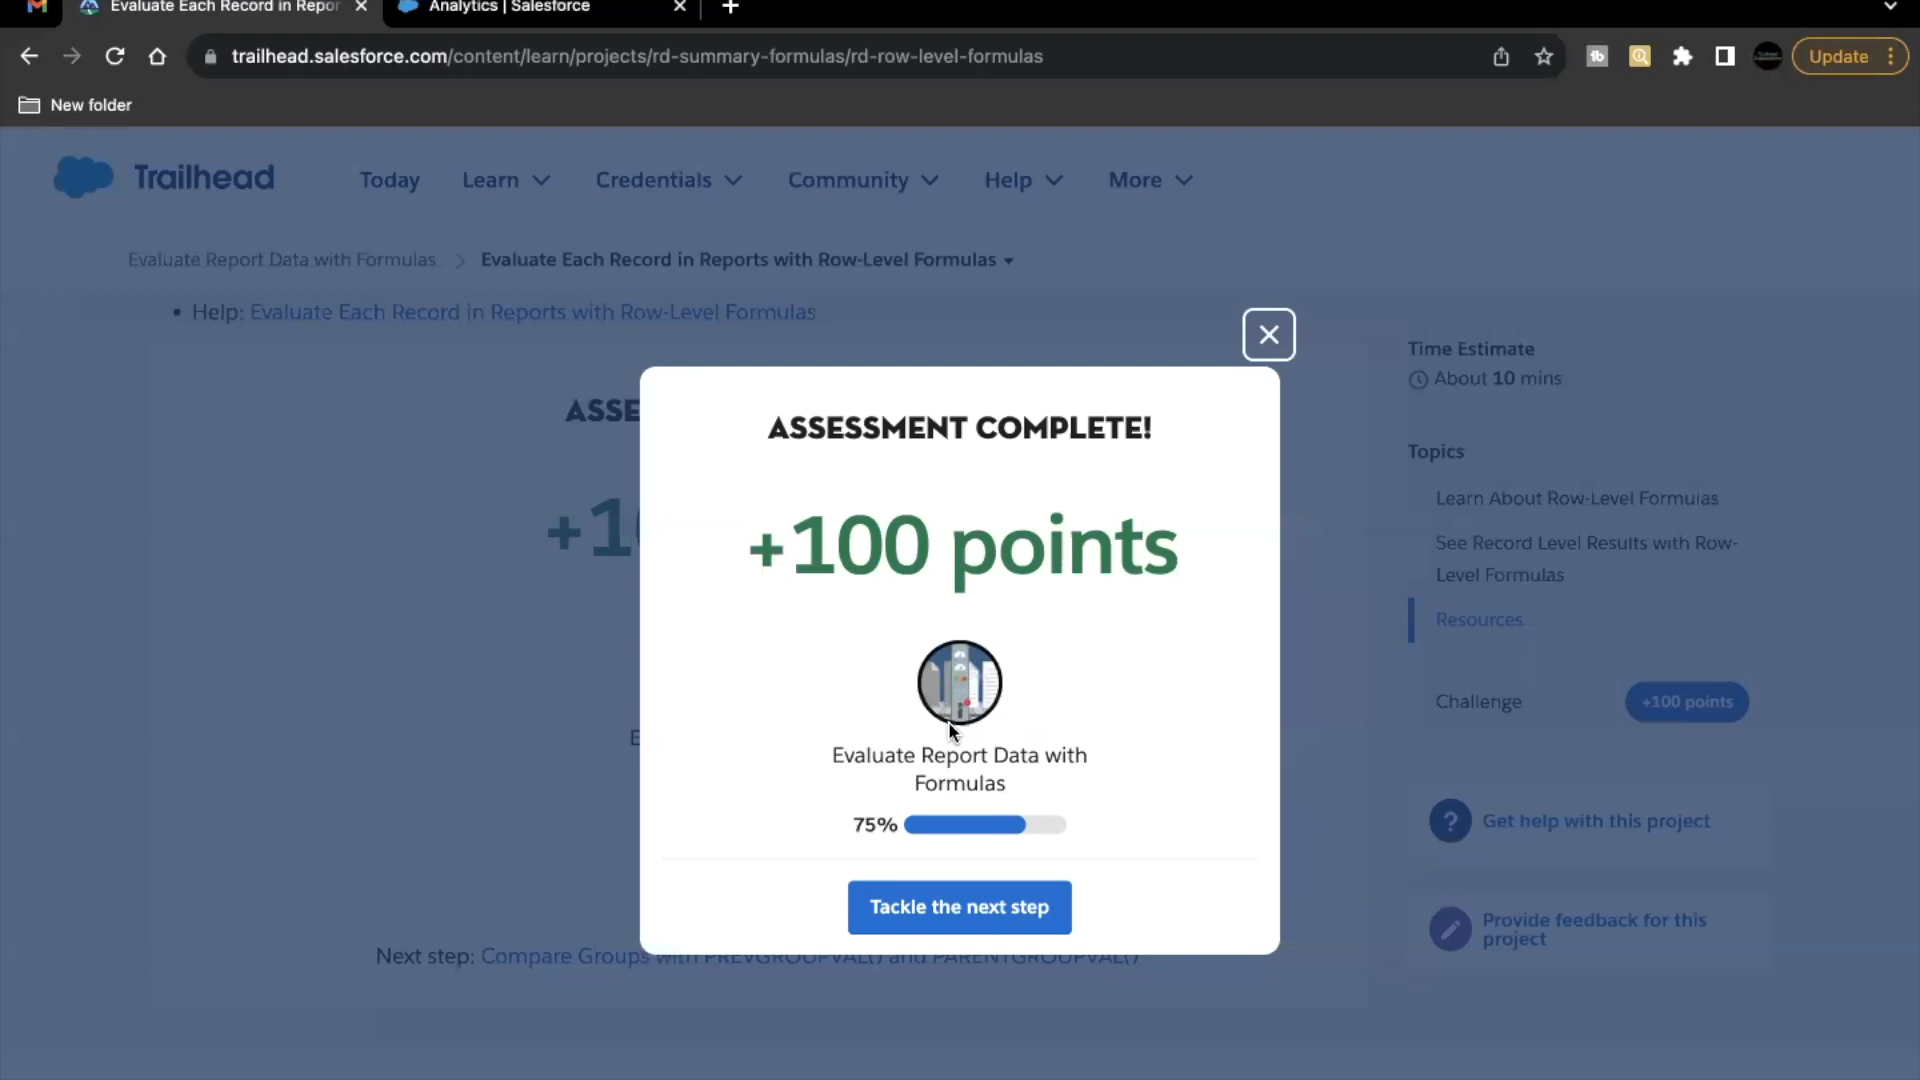 Evaluate Each Record in Repor
Analytics | Salesforce
trailhead.salesforce.com/content/learn/projects/rd-summary-formulas/rd-row-level-formulas
Update
New folder
Trailhead
Today
Learn
Credentials
Community
Help
More
Evaluate Report Data with Formulas
Evaluate Each Record in Reports with Row-Level Formulas
• Help: Evaluate Each Record in Reports with Row-Level Formulas
Time Estimate
About 10 mins
Topics
Learn About Row-Level Formulas
See Record Level Results with Row-
Level Formulas
Resources
Challenge
+100 points
Get help with this project
Provide feedback for this
project
ASSE
+10
E
ASSESSMENT COMPLETE!
+100 points
Evaluate Report Data with
Formulas
75%
Tackle the next step
Next step: Compare Groups with PREVGROUPVAL() and PARENTGROUPVAL()